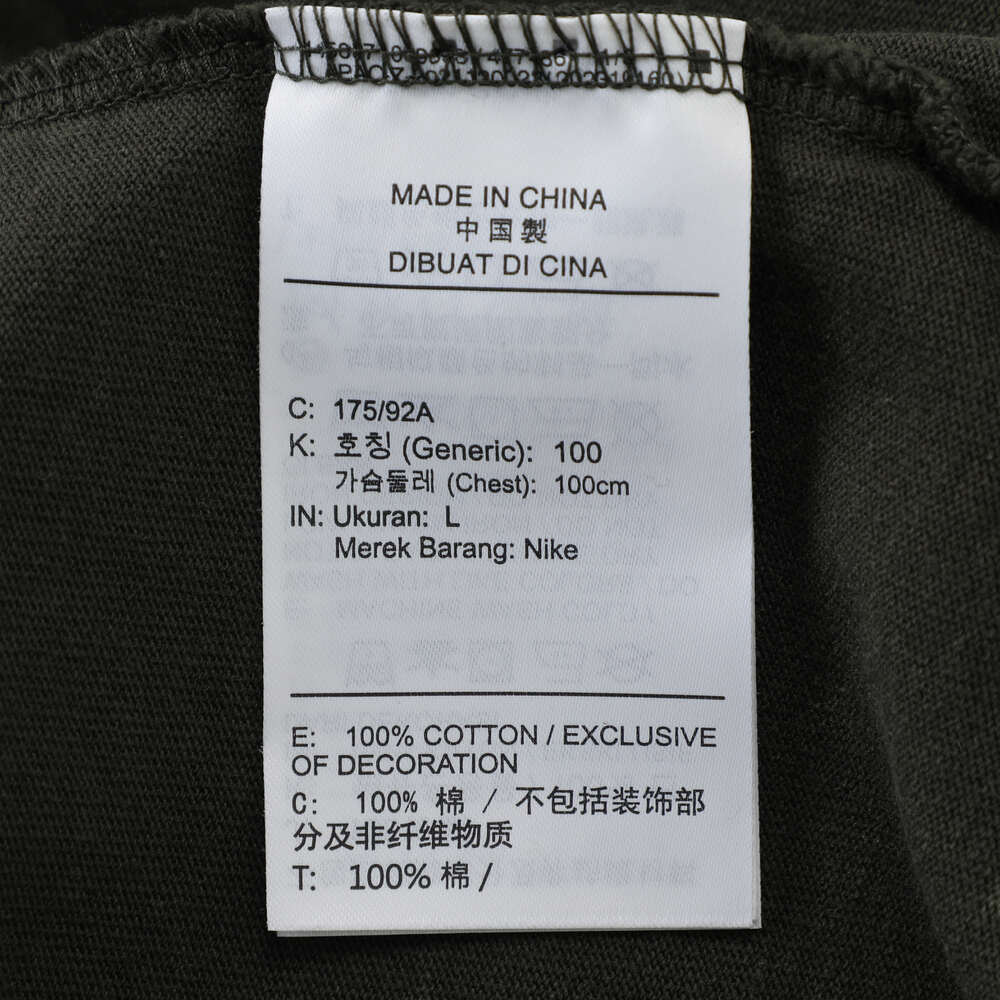 MADE IN CHINA
中国製
DIBUAT DI CINA
C: 175/92A
K: 호칭 (Generic): 100
가슴둘레 (Chest): 100cm
IN: Ukuran: L
Merek Barang: Nike
E: 100% COTTON / EXCLUSIVE
OF DECORATION
C: 100% 棉 / 不包括装饰部
分及非纤维物质
T: 100% 棉 /